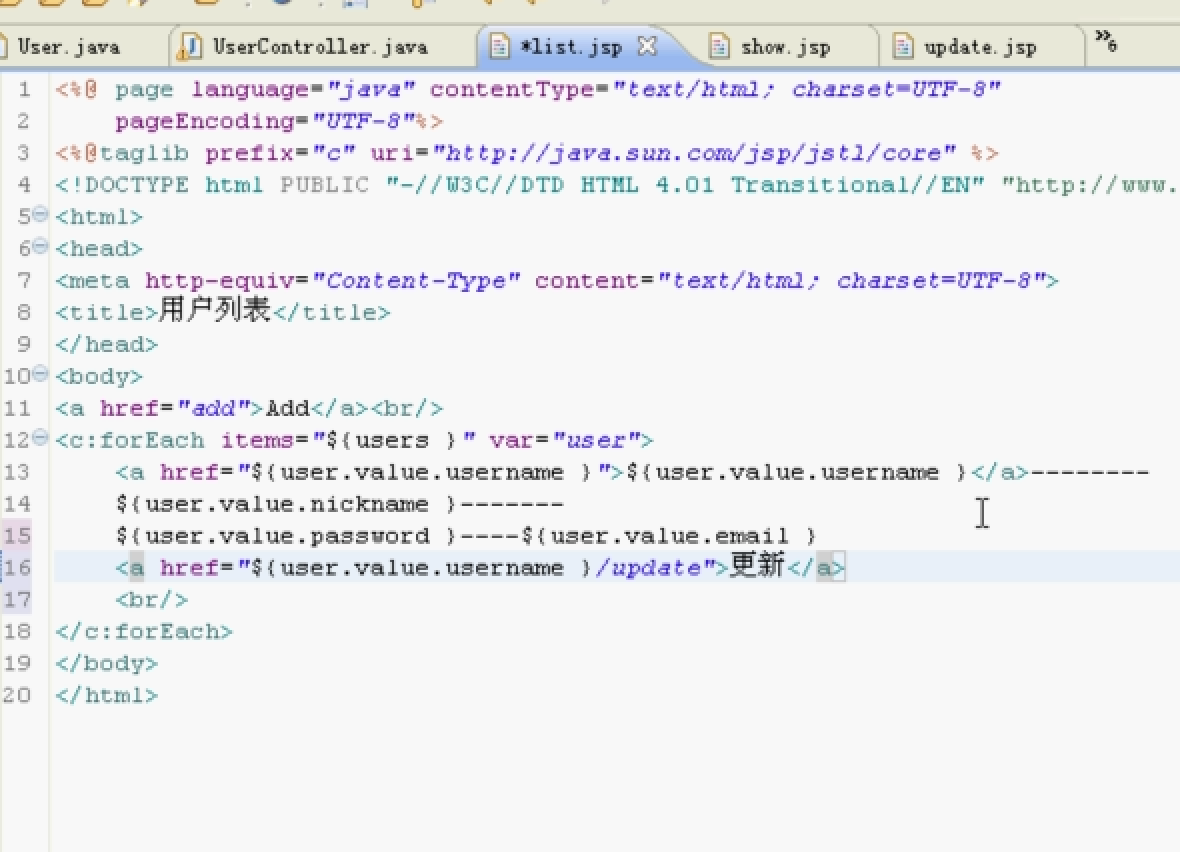 User.java UserController.java *list.jsp show.jsp update.jsp »6
1 <%@ page language="java" contentType="text/html; charset=UTF-8"
2 pageEncoding="UTF-8"%>
3 <%@taglib prefix="c" uri="http://java.sun.com/jsp/jstl/core" %>
4 <!DOCTYPE html PUBLIC "-//W3C//DTD HTML 4.01 Transitional//EN" "http://www.
5 <html>
6 <head>
7 <meta http-equiv="Content-Type" content="text/html; charset=UTF-8">
8 <title>用户列表</title>
9 </head>
10 <body>
11 <a href="add">Add</a><br/>
12 <c:forEach items="${users }" var="user">
13 <a href="${user.value.username }">${user.value.username }</a>--------
14 ${user.value.nickname }-------
15 ${user.value.password }----${user.value.email }
16 <a href="${user.value.username }/update">更新</a>
17 <br/>
18 </c:forEach>
19 </body>
20 </html>